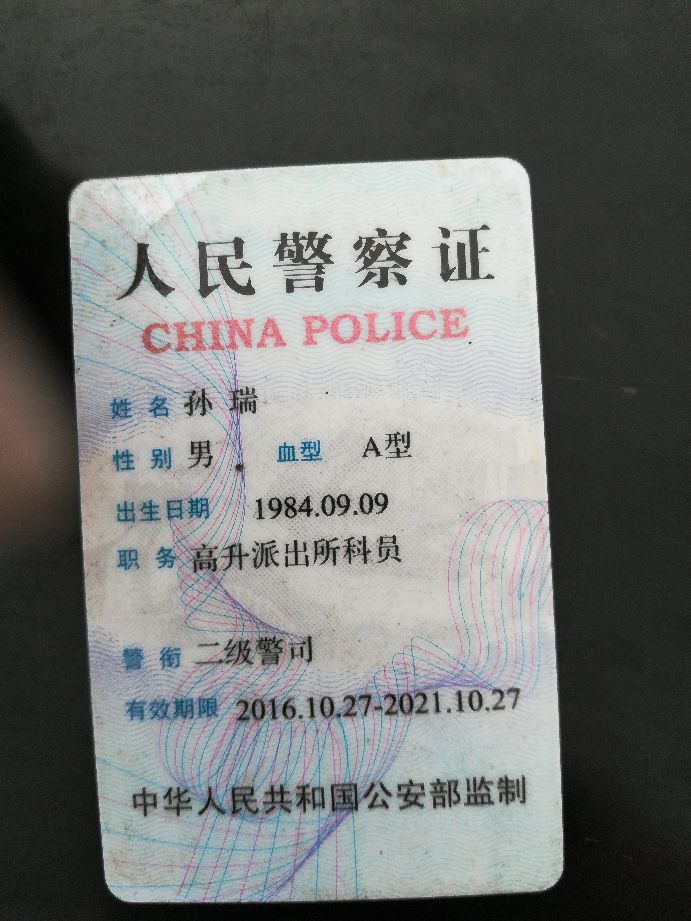 人民警察证
CHINA POLICE
姓 名 孙 瑞
性 别 男 血型 A型
出生日期 1984.09.09
职 务 高升派出所科员
警 衔 二级警司
有效期限 2016.10.27-2021.10.27
中华人民共和国公安部监制